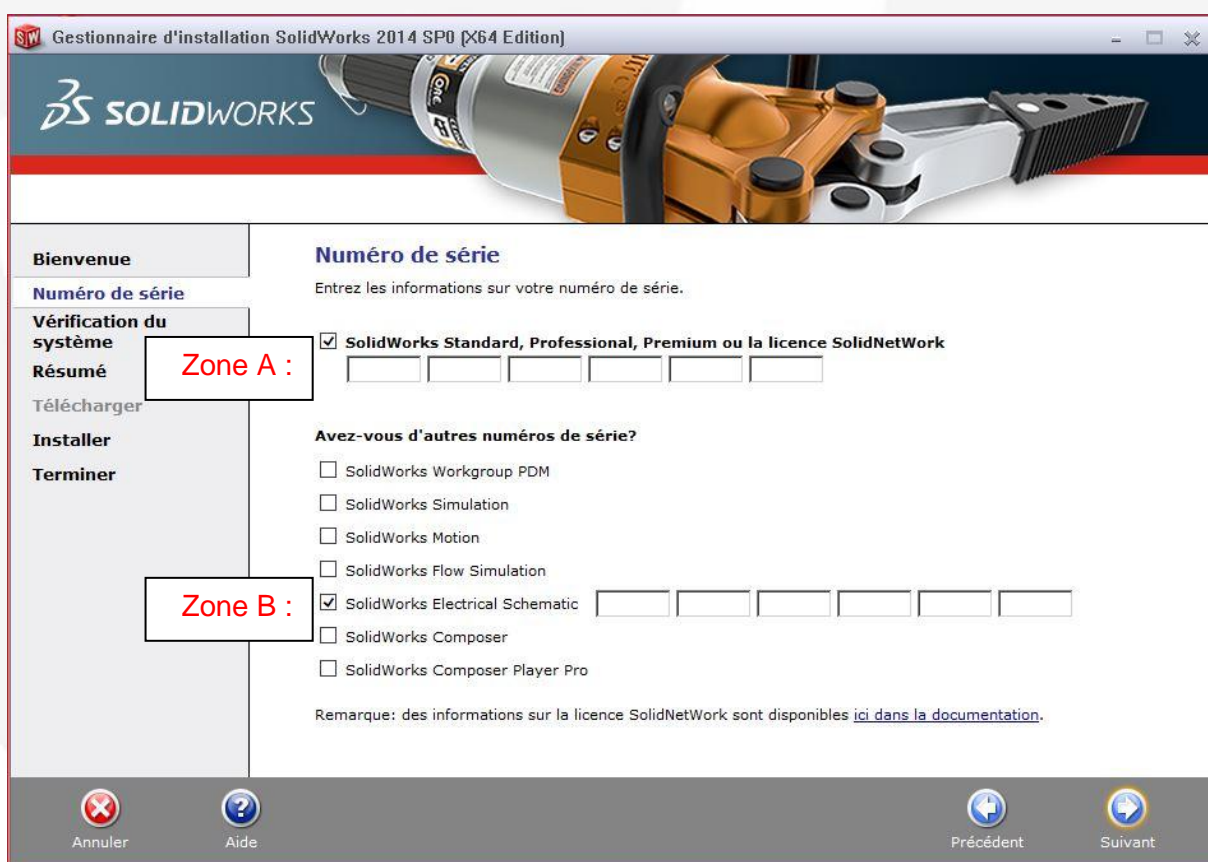 Gestionnaire d'installation SolidWorks 2014 SP0 (X64 Edition)
SOLIDWORKS
Bienvenue
Numéro de série
Vérification du
système
Résumé
Télécharger
Installer
Terminer
Numéro de série
Entrez les informations sur votre numéro de série.
Zone A :
SolidWorks Standard, Professional, Premium ou la licence SolidNetWork
Avez-vous d'autres numéros de série?
SolidWorks Workgroup PDM
SolidWorks Simulation
SolidWorks Motion
SolidWorks Flow Simulation
Zone B :
SolidWorks Electrical Schematic
SolidWorks Composer
SolidWorks Composer Player Pro
Remarque: des informations sur la licence SolidNetWork sont disponibles ici dans la documentation.
Annuler
Aide
Précédent
Suivant